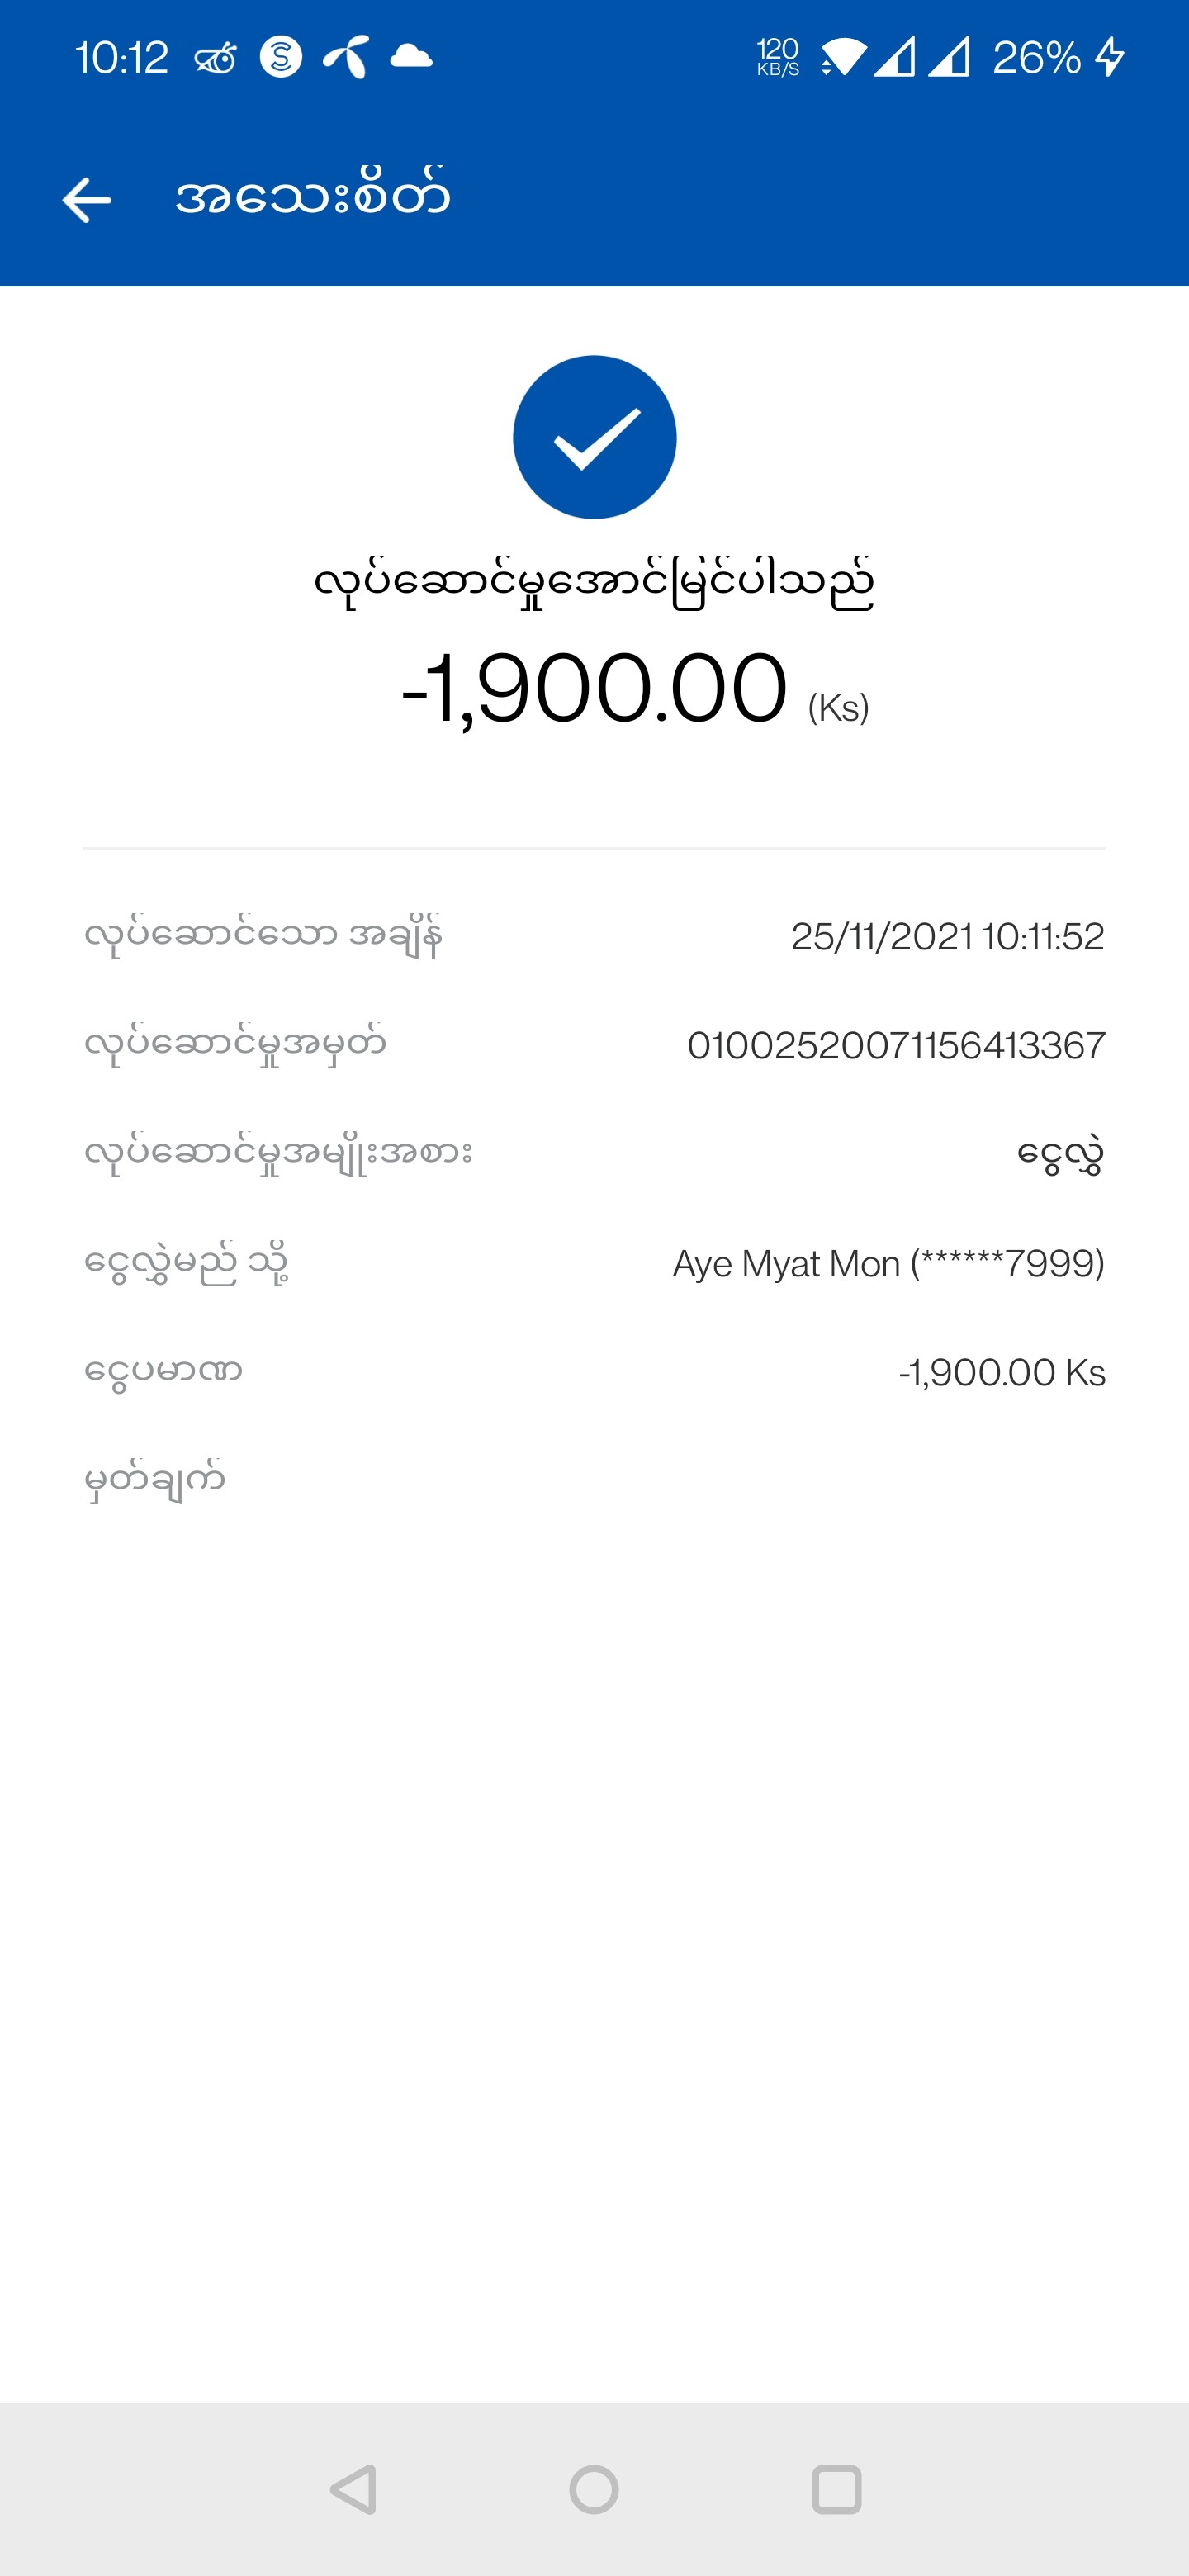 10:12
120
KB/S
26%
အသေးစိတ်
လုပ်ဆောင်မှုအောင်မြင်ပါသည်
-1,900.00 (Ks)
လုပ်ဆောင်သော အချိန် 25/11/2021 10:11:52
လုပ်ဆောင်မှုအမှတ် 01002520071156413367
လုပ်ဆောင်မှုအမျိုးအစား ငွေလွှဲ
ငွေလွှဲမည် သို့ Aye Myat Mon (******7999)
ငွေပမာဏ -1,900.00 Ks
မှတ်ချက်